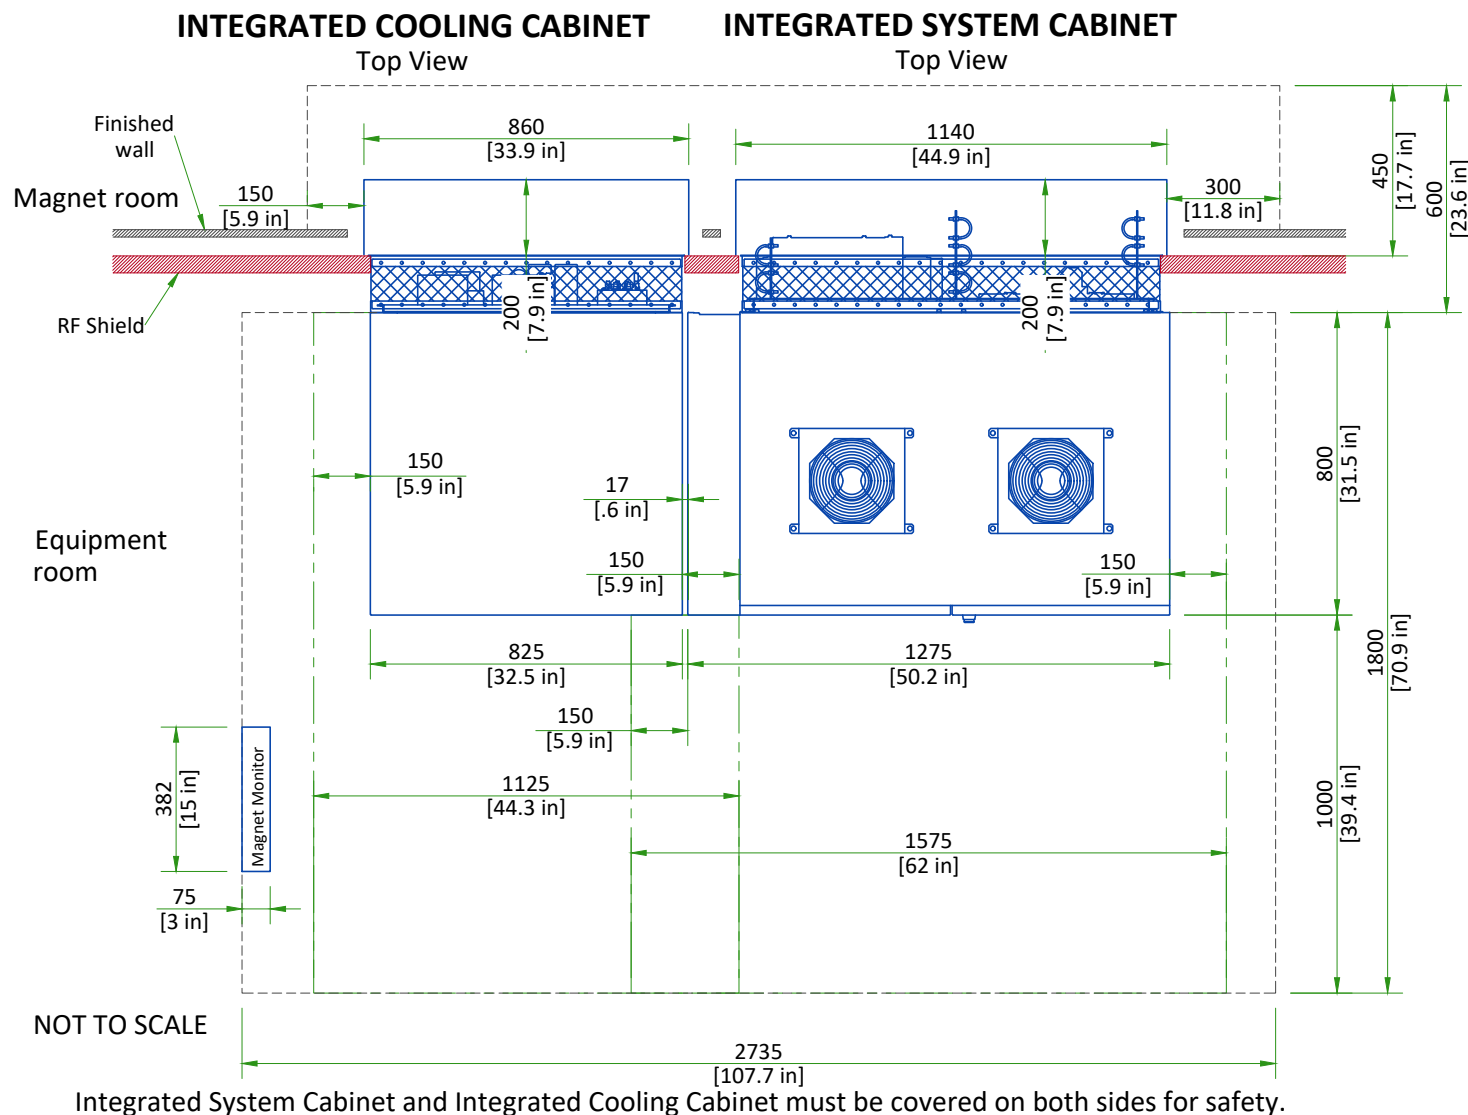 INTEGRATED COOLING CABINET
Top View
INTEGRATED SYSTEM CABINET
Top View
Finished
wall
Magnet room
150
[5.9 in]
860
[33.9 in]
1140
[44.9 in]
300
[11.8 in]
450
[17.7 in]
600
[23.6 in]
RF Shield
200
[7.9 in]
200
[7.9 in]
150
[5.9 in]
17
[.6 in]
150
[5.9 in]
150
[5.9 in]
800
[31.5 in]
Equipment
room
825
[32.5 in]
1275
[50.2 in]
1800
[70.9 in]
150
[5.9 in]
382
[15 in]
Magnet Monitor
1125
[44.3 in]
1000
[39.4 in]
1575
[62 in]
75
[3 in]
NOT TO SCALE
2735
[107.7 in]
Integrated System Cabinet and Integrated Cooling Cabinet must be covered on both sides for safety.